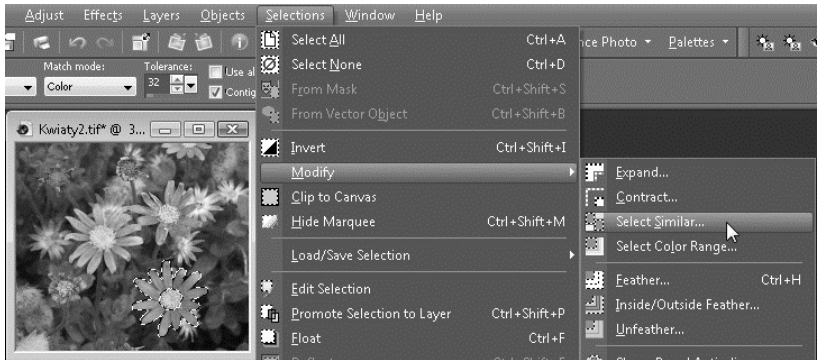 Adjust Effects Layers Objects Selections Window Help
Select All Ctrl+A
nce Photo Palettes
Match mode: Tolerance:
Use al
Select None Ctrl+D
Color 32
Contig
From Mask Ctrl+Shift+S
From Vector Object Ctrl+Shift+B
Kwiaty2.tif* @ 3...
Invert Ctrl+Shift+I
Modify
Expand...
Clip to Canvas
Contract...
Hide Marquee Ctrl+Shift+M
Select Similar...
Select Color Range...
Load/Save Selection
Feather... Ctrl+H
Edit Selection
Inside/Outside Feather...
Promote Selection to Layer Ctrl+Shift+P
Unfeather...
Float Ctrl+F